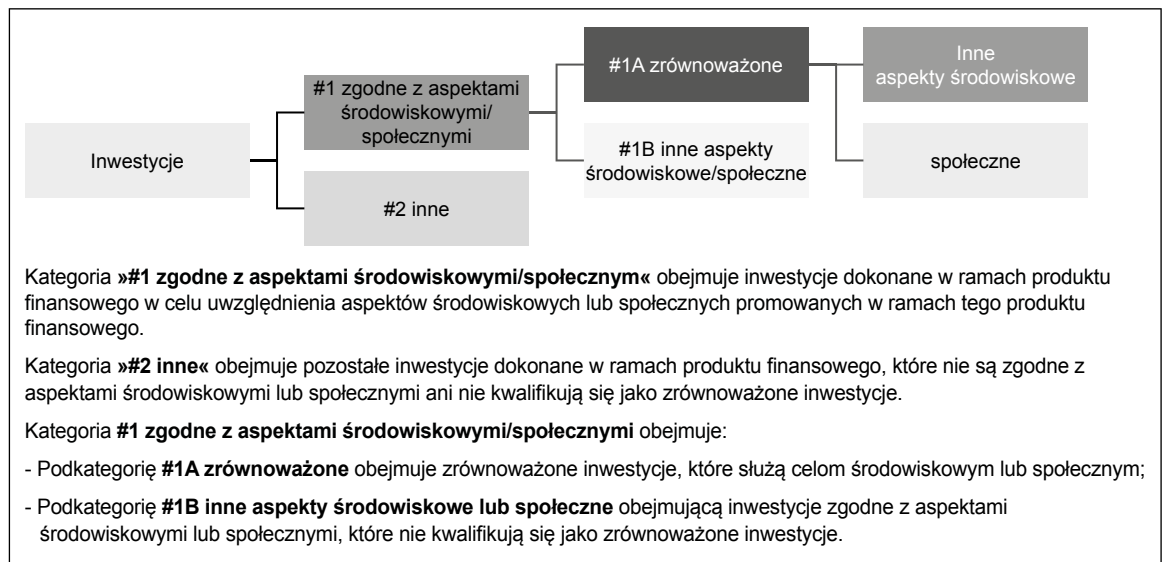 Inwestycje
#1 zgodne z aspektami
środowiskowymi/
społecznymi
#2 inne
#1A zrównoważone
#1B inne aspekty
środowiskowe/społeczne
Inne
aspekty środowiskowe
społeczne
Kategoria »#1 zgodne z aspektami środowiskowymi/społecznym« obejmuje inwestycje dokonane w ramach produktu
finansowego w celu uwzględnienia aspektów środowiskowych lub społecznych promowanych w ramach tego produktu
finansowego.
Kategoria »#2 inne« obejmuje pozostałe inwestycje dokonane w ramach produktu finansowego, które nie są zgodne z
aspektami środowiskowymi lub społecznymi ani nie kwalifikują się jako zrównoważone inwestycje.
Kategoria #1 zgodne z aspektami środowiskowymi/społecznymi obejmuje:
- Podkategorię #1A zrównoważone obejmuje zrównoważone inwestycje, które służą celom środowiskowym lub społecznym;
- Podkategorię #1B inne aspekty środowiskowe lub społeczne obejmującą inwestycje zgodne z aspektami
środowiskowymi lub społecznymi, które nie kwalifikują się jako zrównoważone inwestycje.